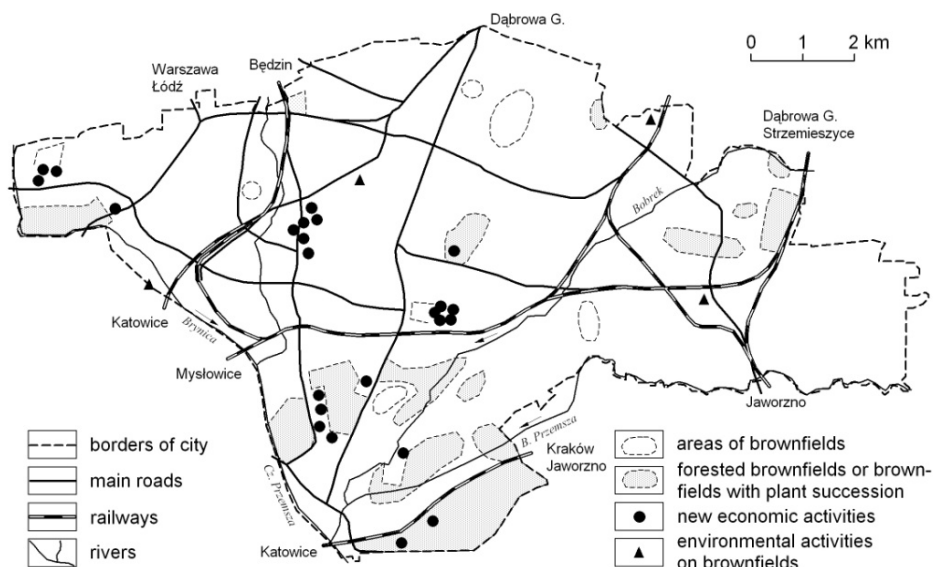 Dąbrowa G.
0 1 2 km
Warszawa
Łódź
Będzin
Dąbrowa G.
Strzemieszyce
Bobrek
Katowice
Brynica
Mysłowice
Jaworzno
B. Przemsza
Kraków
Jaworzno
Cz. Przemsza
Katowice
borders of city
main roads
railways
rivers
areas of brownfields
forested brownfields or brown-
fields with plant succession
new economic activities
environmental activities
on brownfields